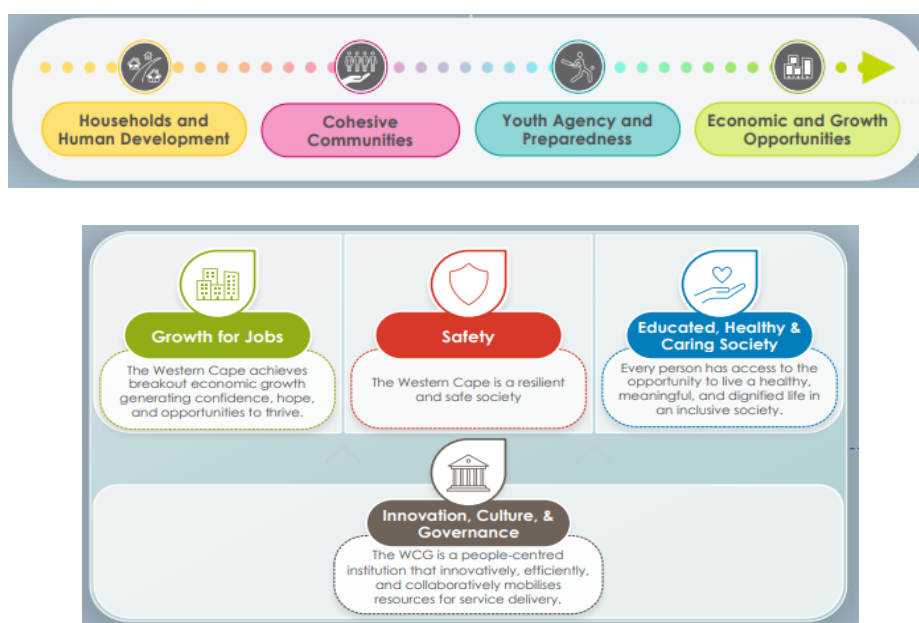 Households and
Human Development
Cohesive
Communities
Youth Agency and
Preparedness
Economic and Growth
Opportunities
Growth for Jobs
The Western Cape achieves
breakout economic growth
generating confidence, hope,
and opportunities to thrive.
Safety
The Western Cape is a resilient
and safe society
Educated, Healthy &
Caring Society
Every person has access to the
opportunity to live a healthy,
meaningful, and dignified life in
an inclusive society.
Innovation, Culture, &
Governance
The WCG is a people-centred
institution that innovatively, efficiently,
and collaboratively mobilises
resources for service delivery.